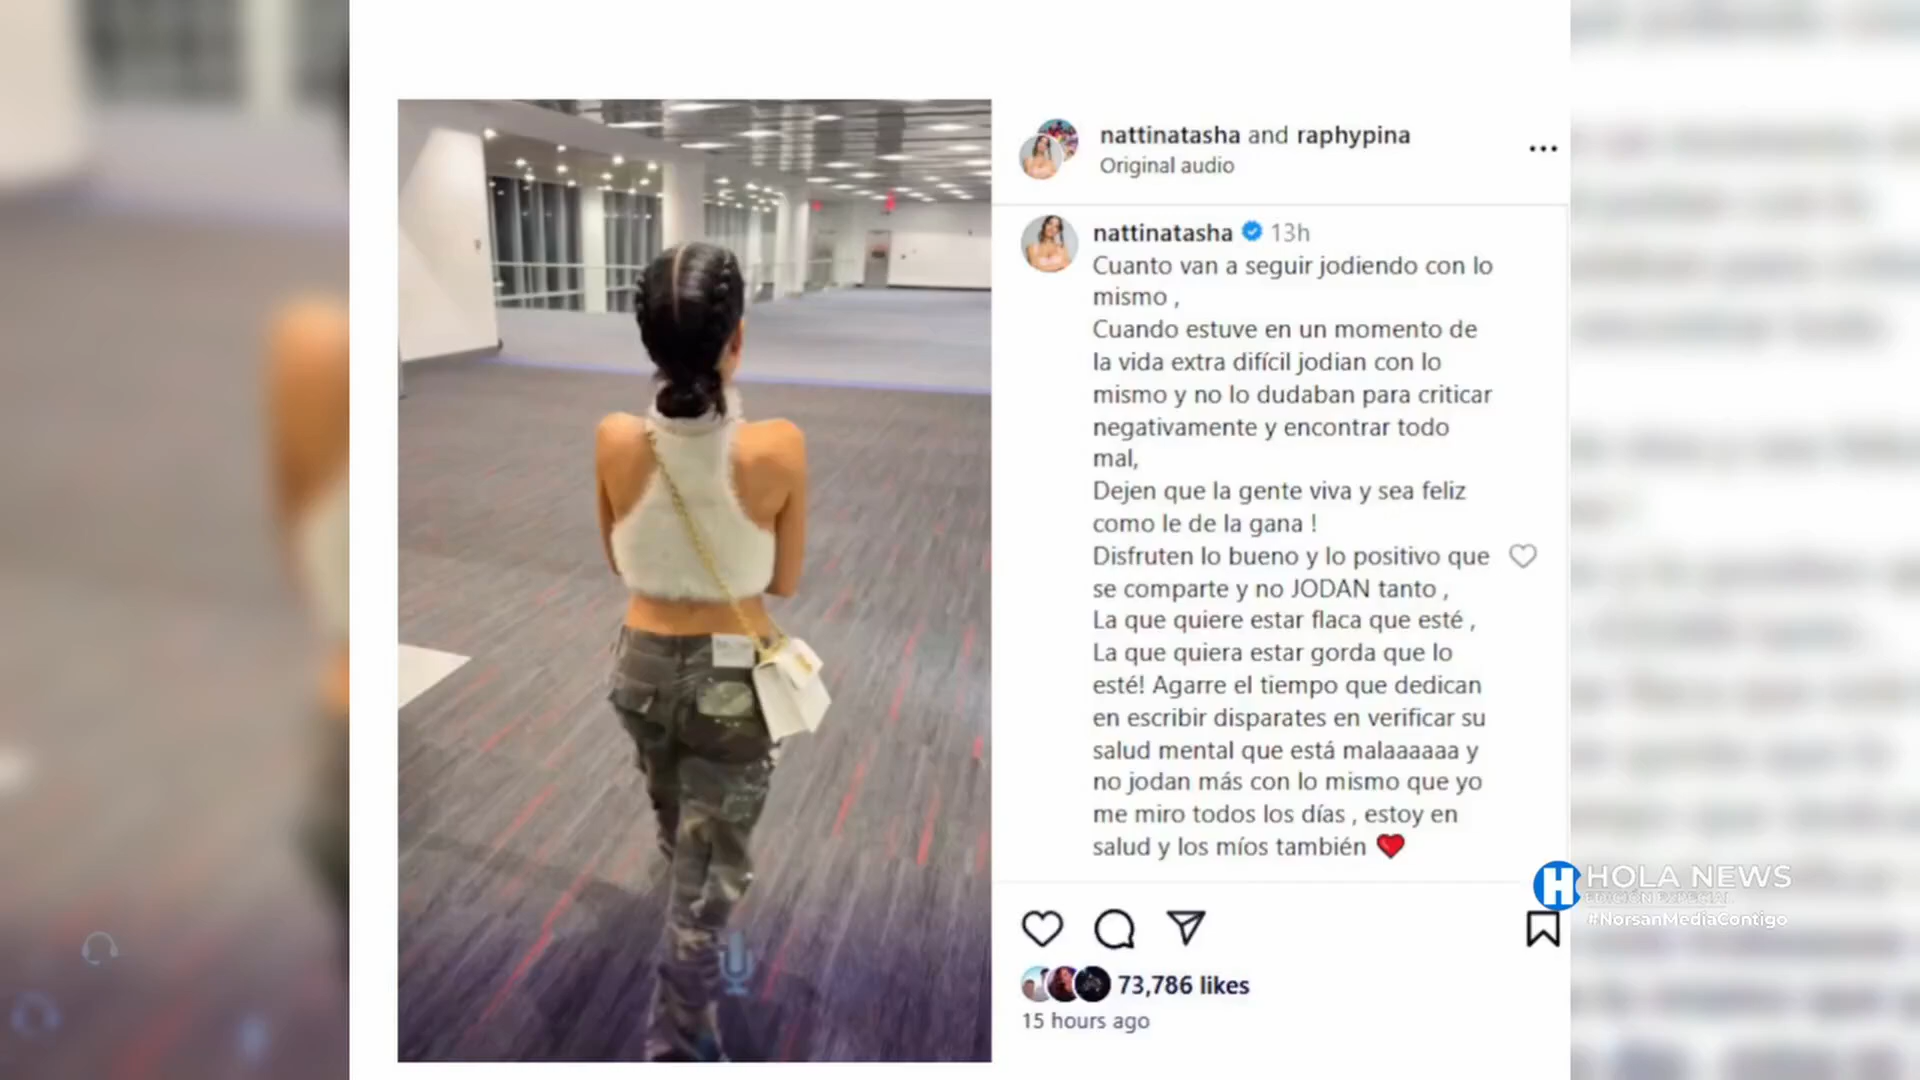 nattinatasha and raphypina
Original audio
nattinatasha 13h
Cuanto van a seguir jodiendo con lo
mismo ,
Cuando estuve en un momento de
la vida extra difícil jodian con lo
mismo y no lo dudaban para criticar
negativamente y encontrar todo
mal,
Dejen que la gente viva y sea feliz
como le de la gana !
Disfruten lo bueno y lo positivo que
se comparte y no JODAN tanto ,
La que quiere estar flaca que esté ,
La que quiera estar gorda que lo
esté! Agarre el tiempo que dedican
en escribir disparates en verificar su
salud mental que está malaaaaaa y
no jodan más con lo mismo que yo
me miro todos los días , estoy en
salud y los míos también
H HOLA NEWS
EDICIÓN ESPECIAL
#NorsanMediaContigo
73,786 likes
15 hours ago